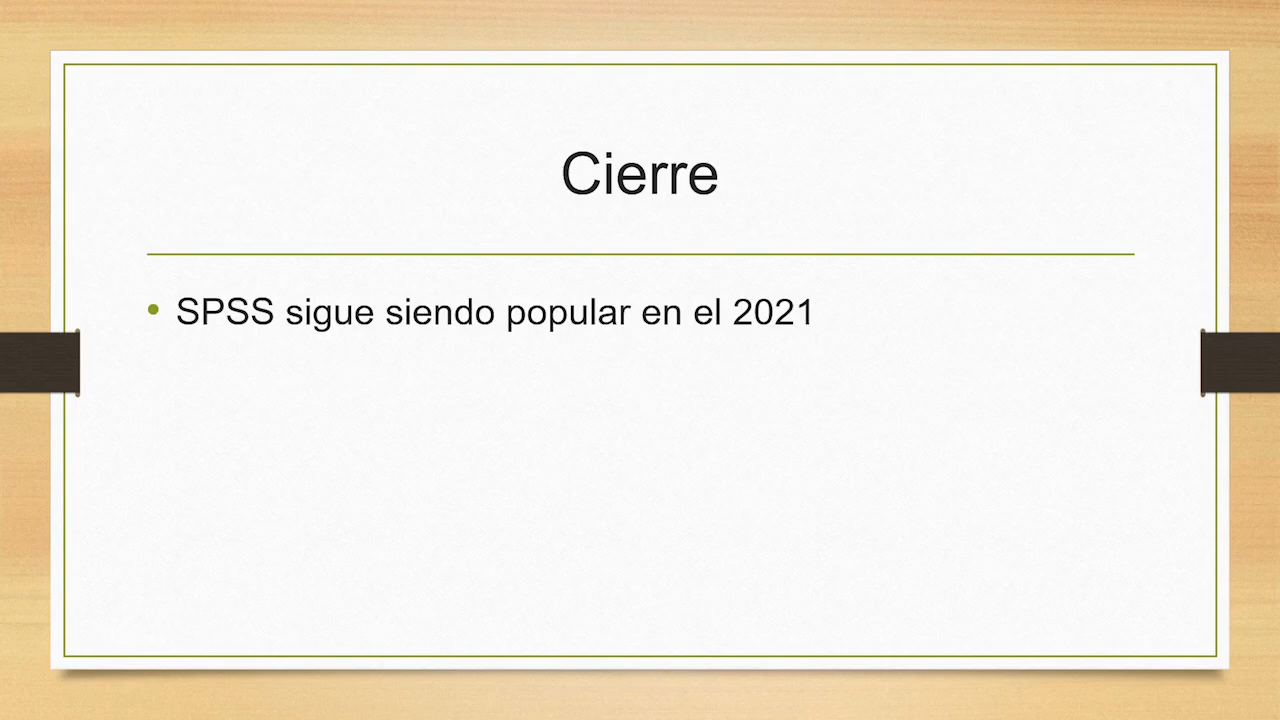 Cierre
• SPSS sigue siendo popular en el 2021